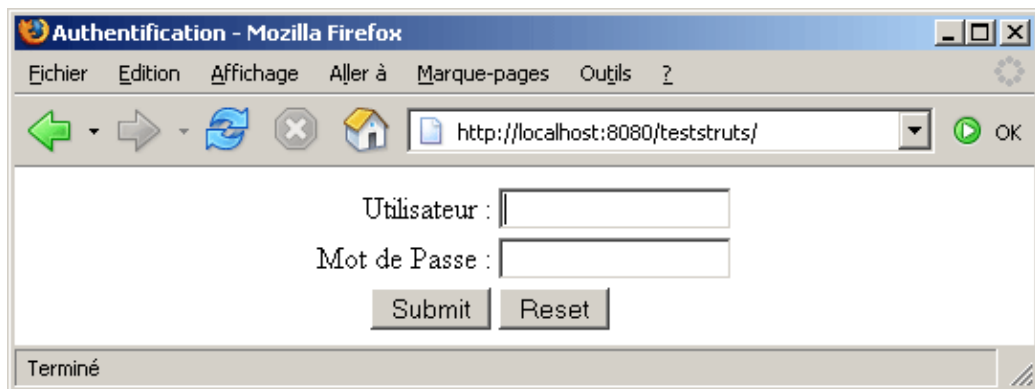 Authentification - Mozilla Firefox
Fichier Edition Affichage Aller à Marque-pages Outils ?
http://localhost:8080/teststruts/ OK
Utilisateur :
Mot de Passe :
Submit Reset
Terminé